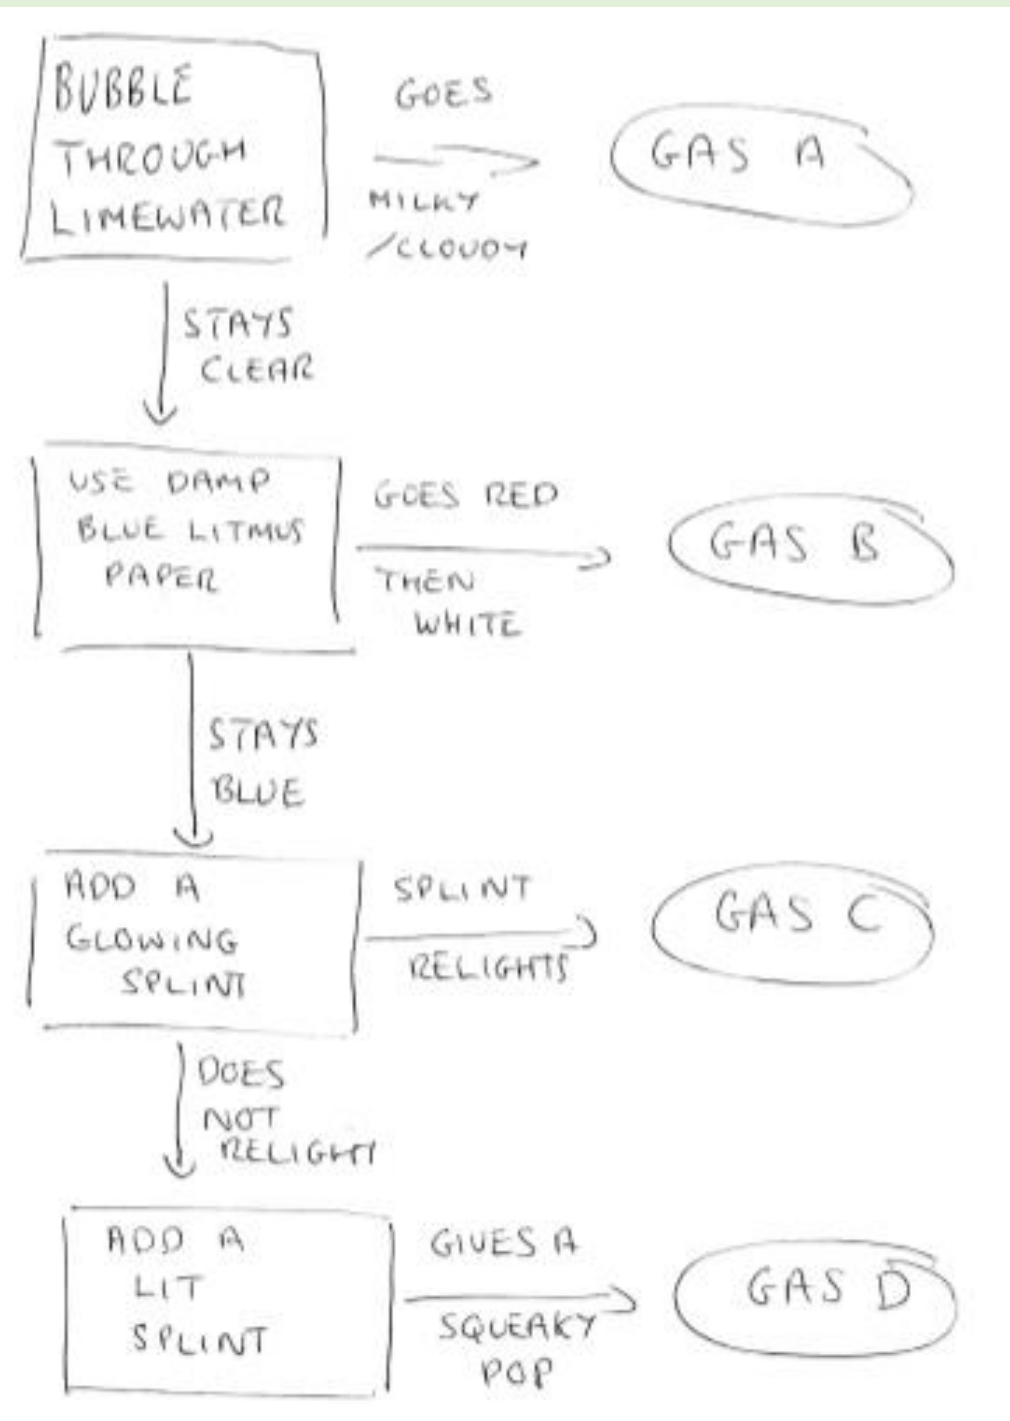 BUBBLE
THROUGH
LIMEWATER
GOES
MILKY
/CLOUDY
GAS A
STAYS
CLEAR
USE DAMP
BLUE LITMUS
PAPER
GOES RED
THEN
WHITE
GAS B
STAYS
BLUE
ADD A
GLOWING
SPLINT
SPLINT
RELIGHTS
GAS C
DOES
NOT
RELIGHT
ADD A
LIT
SPLINT
GIVES A
SQUEAKY
POP
GAS D